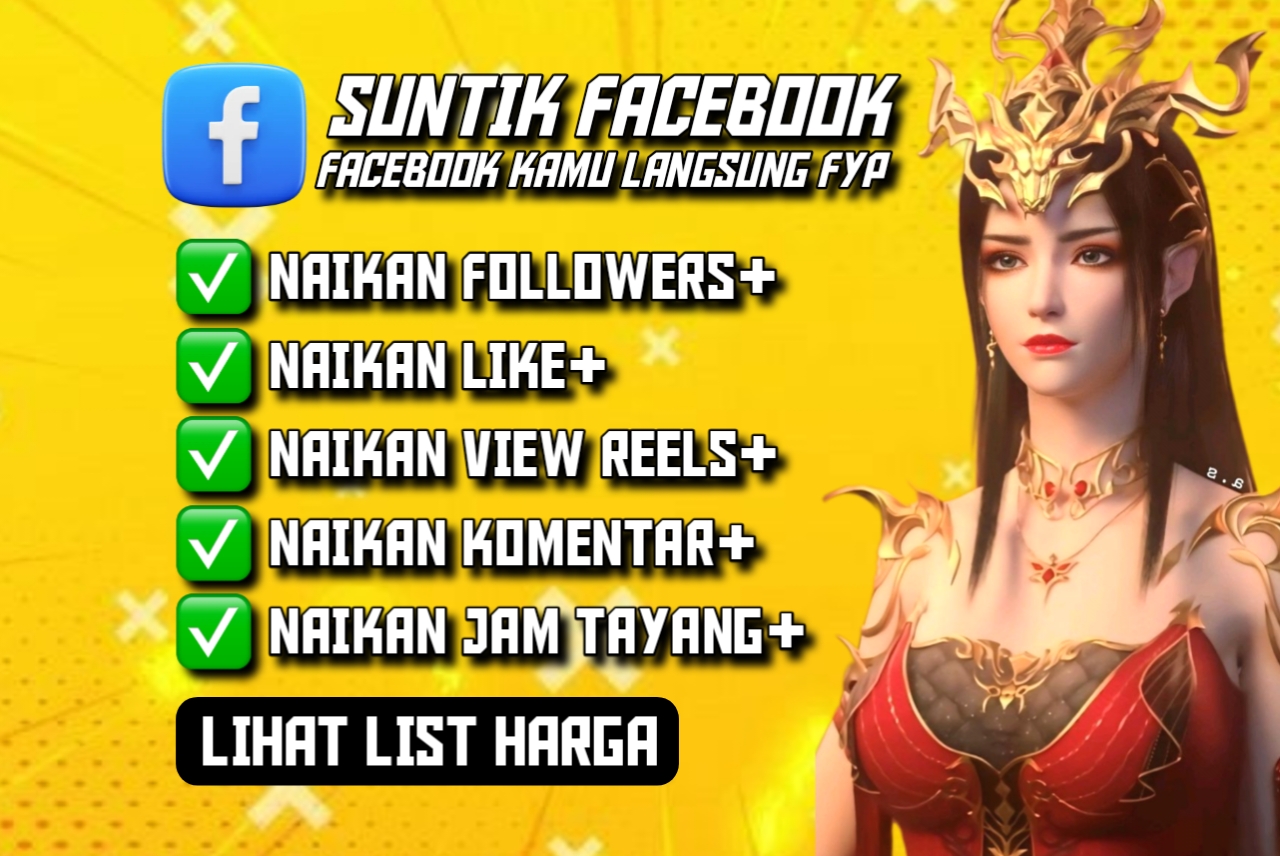 f
SUNTIK FACEBOOK
FACEBOOK KAMU LANGSUNG FYP
NAIKAN FOLLOWERS+
NAIKAN LIKE+
NAIKAN VIEW REELS+
NAIKAN KOMENTAR+
NAIKAN JAM TAYANG+
LIHAT LIST HARGA